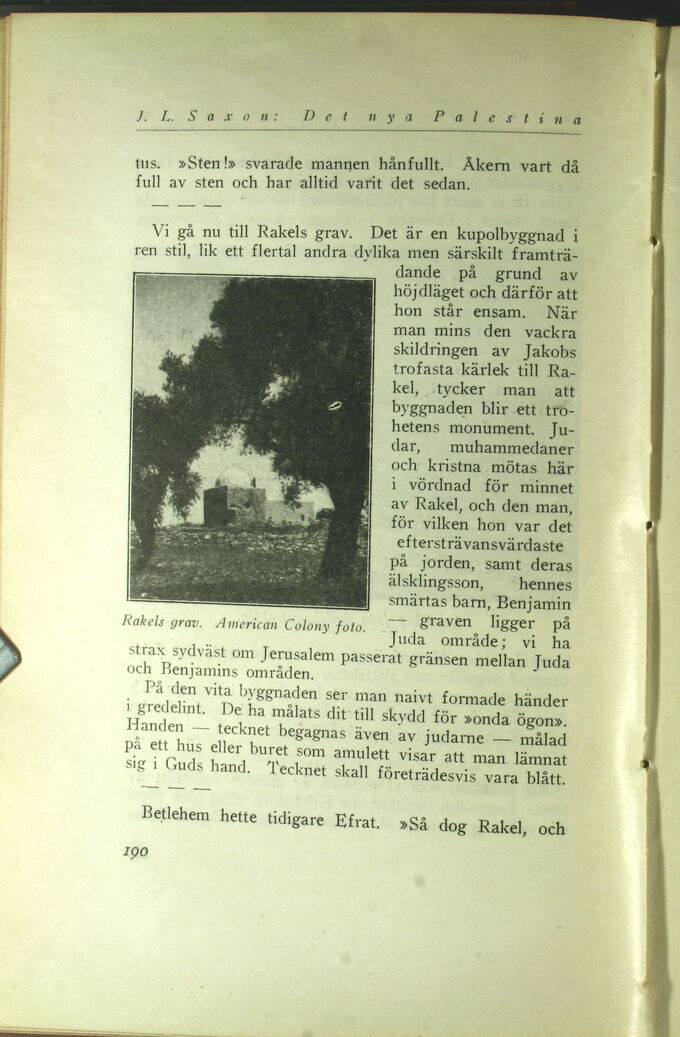 J. L. Saxon: Det nya Palestina
tus. »Sten!» svarade mannen hånfullt. Åkern vart då
full av sten och har alltid varit det sedan.
— — —
Vi gå nu till Rakels grav. Det är en kupolbyggnad i
ren stil, lik ett flertal andra dylika men särskilt framträ-
dande på grund av
höjdläget och därför att
hon står ensam. När
man mins den vackra
skildringen av Jakobs
trofasta kärlek till Ra-
kel, tycker man att
byggnaden blir ett tro-
hetens monument. Ju-
dar, muhammedaner
och kristna mötas här
i vördnad för minnet
av Rakel, och den man,
för vilken hon var det
eftersträvansvärdaste
på jorden, samt deras
älsklingsson, hennes
smärtas barn, Benjamin
— graven ligger på
Juda område; vi ha
Rakels grav. American Colony foto.
strax sydväst om Jerusalem passerat gränsen mellan Juda
och Benjamins områden.
På den vita byggnaden ser man naivt formade händer
i gredelint. De ha målats dit till skydd för »onda ögon».
Handen — tecknet begagnas även av judarne — målad
på ett hus eller buret som amulett visar att man lämnat
sig i Guds hand. Tecknet skall företrädesvis vara blått.
— — —
Betlehem hette tidigare Efrat. »Så dog Rakel, och
190